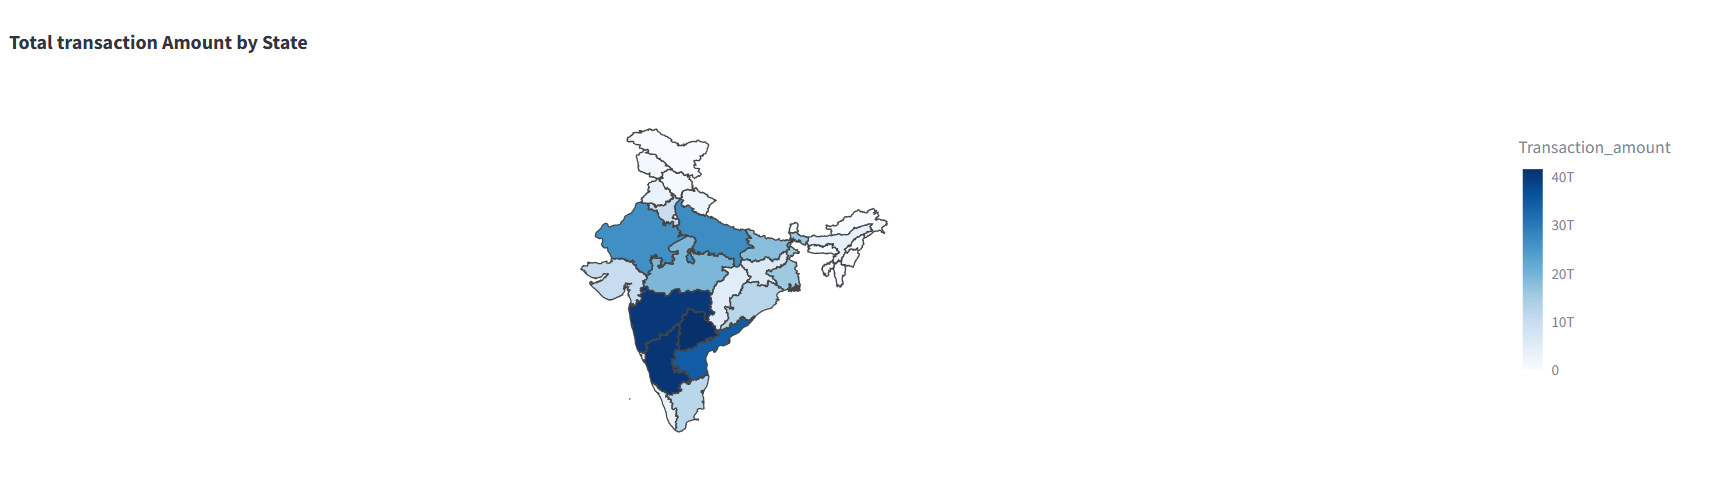 Total transaction Amount by State
Transaction_amount
40T
30T
20T
10T
0